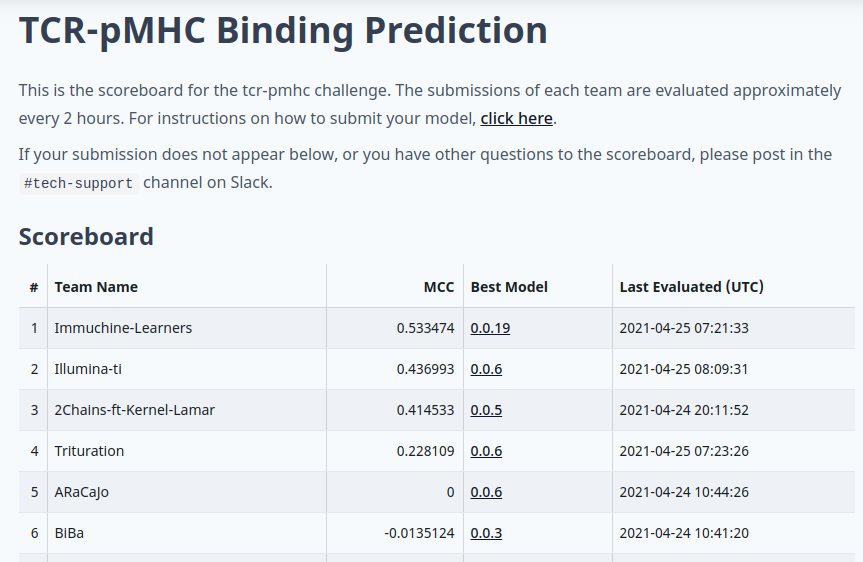 TCR-pMHC Binding Prediction
This is the scoreboard for the tcr-pmhc challenge. The submissions of each team are evaluated approximately
every 2 hours. For instructions on how to submit your model, click here.
If your submission does not appear below, or you have other questions to the scoreboard, please post in the
#tech-support channel on Slack.
Scoreboard
# Team Name MCC Best Model Last Evaluated (UTC)
1 Immuchine-Learners 0.533474 0.0.19 2021-04-25 07:21:33
2 Illumina-ti 0.436993 0.0.6 2021-04-25 08:09:31
3 2Chains-ft-Kernel-Lamar 0.414533 0.0.5 2021-04-24 20:11:52
4 Trituration 0.228109 0.0.6 2021-04-25 07:23:26
5 ARaCaJo 0 0.0.6 2021-04-24 10:44:26
6 BiBa -0.0135124 0.0.3 2021-04-24 10:41:20